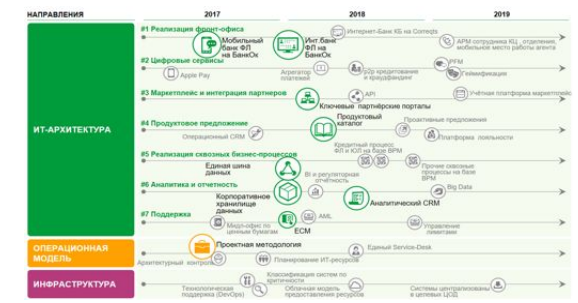 НАПРАВЛЕНИЯ
2017
2018
2019
#1 Реализация фронт-офиса
Мобильный
банк ФЛ
на БанкОк
Инт.банк
ФЛ на
БанкОк
Интернет-Банк КБ на Correqts
АРМ сотрудника КЦ , отделения,
мобильное место работы агента
#2 Цифровые сервисы
Apple Pay
Агрегатор
платежей
p2p кредитование
и краудфандинг
PFM
Геймификация
#3 Маркетплейс и интеграция партнеров
Ключевые партнёрские порталы
API
Учётная платформа маркетплейс
ИТ-АРХИТЕКТУРА
#4 Продуктовое предложение
Операционный CRM
Продуктовый
каталог
Проактивные предложения
Платформа лояльности
#5 Реализация сквозных бизнес-процессов
Единая шина
данных
Кредитный процесс
ФЛ и ЮЛ на базе BPM
Прочие сквозные
процессы на базе
BPM
#6 Аналитика и отчетность
Корпоративное
хранилище
данных
BI и регуляторная
отчётность
Аналитический CRM
Big Data
#7 Поддержка
Мидл-офис по
ценным бумагам
ECM
AML
Управление
лимитами
ОПЕРАЦИОННАЯ
МОДЕЛЬ
Проектная методология
Архитектурный контроль
Планирование ИТ-ресурсов
Единый Service-Desk
ИНФРАСТРУКТУРА
Технологическая
поддержка (DevOps)
Классификация систем по
критичности
Облачная модель
предоставления ресурсов
Системы централизованы
в целевых ЦОД